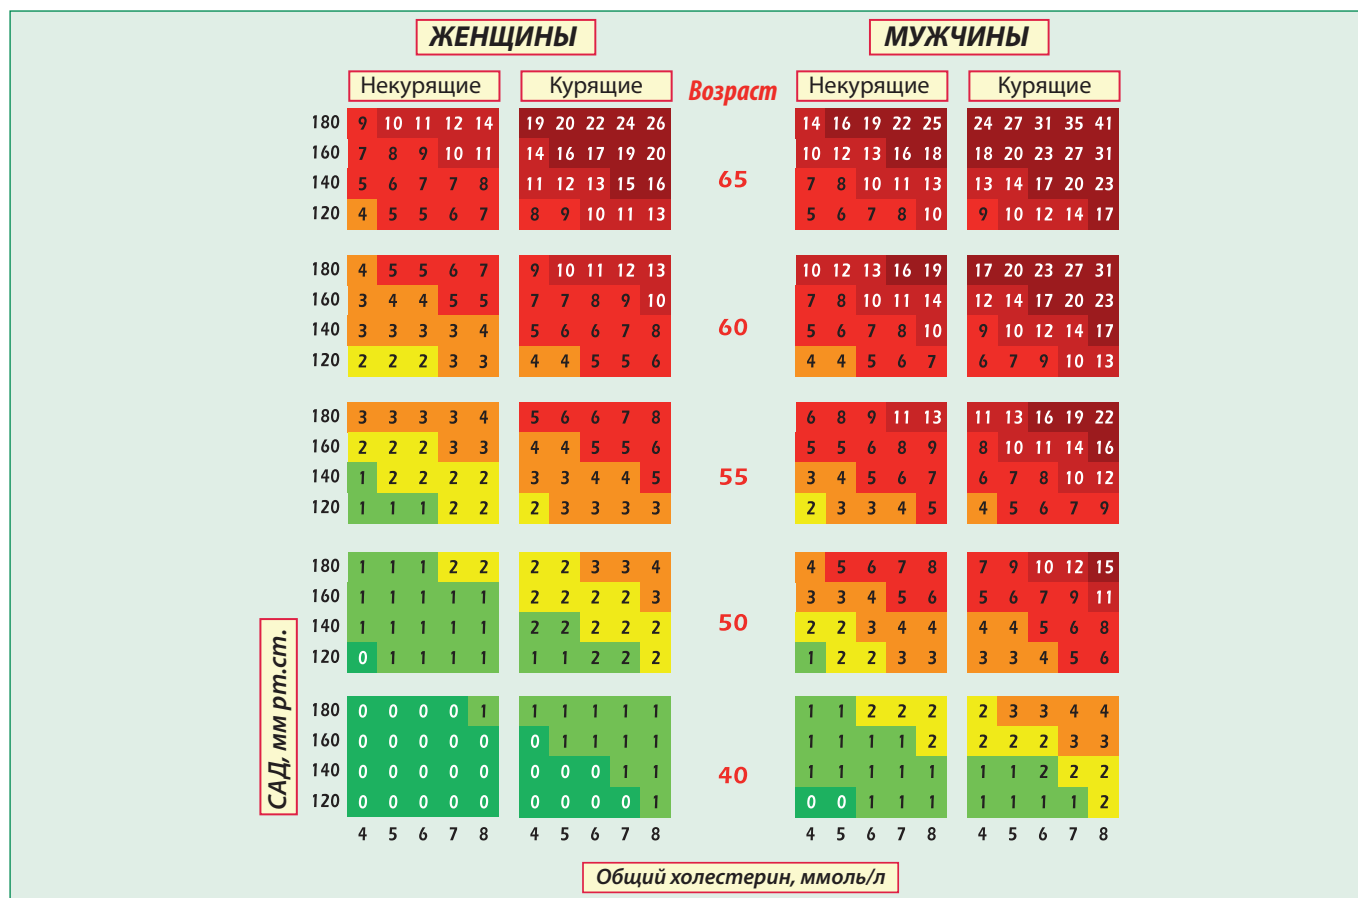 ЖЕНЩИНЫ МУЖЧИНЫ
Некурящие Курящие Возраст Некурящие Курящие
180 9 10 11 12 14 19 20 22 24 26 14 16 19 22 25 24 27 31 35 41
160 7 8 9 10 11 14 16 17 19 20 10 12 13 16 18 18 20 23 27 31
65
140 5 6 7 7 8 11 12 13 15 16 7 8 10 11 13 13 14 17 20 23
120 4 5 5 6 7 8 9 10 11 13 5 6 7 8 10 9 10 12 14 17
180 4 5 5 6 7 9 10 11 12 13 10 12 13 16 19 17 20 23 27 31
160 3 4 4 5 5 7 7 8 9 10 7 8 10 11 14 12 14 17 20 23
60
140 3 3 3 3 4 5 6 6 7 8 5 6 7 8 10 9 10 12 14 17
120 2 2 2 3 3 4 4 5 5 6 4 4 5 6 7 6 7 9 10 13
180 3 3 3 3 4 5 6 6 7 8 6 8 9 11 13 11 13 16 19 22
160 2 2 2 3 3 4 4 5 5 6 5 5 6 8 9 8 10 11 14 16
55
140 1 2 2 2 2 3 3 4 4 5 3 4 5 6 7 6 7 8 10 12
120 1 1 1 2 2 2 3 3 3 3 2 3 3 4 5 4 5 6 7 9
180 1 1 1 2 2 2 2 3 3 4 4 5 6 7 8 7 9 10 12 15
160 1 1 1 1 1 2 2 2 2 3 3 3 4 5 6 5 6 7 9 11
50
140 1 1 1 1 1 2 2 2 2 2 2 2 3 4 4 4 4 5 6 8
120 0 1 1 1 1 1 1 2 2 2 1 2 2 3 3 3 3 4 5 6
САД, мм рт.ст.
180 0 0 0 0 1 1 1 1 1 1 1 1 2 2 2 2 3 3 4 4
160 0 0 0 0 0 0 1 1 1 1 1 1 1 1 2 2 2 2 3 3
40
140 0 0 0 0 0 0 0 0 1 1 1 1 1 1 1 1 1 2 2 2
120 0 0 0 0 0 0 0 0 0 1 0 0 1 1 1 1 1 1 1 2
4 5 6 7 8 4 5 6 7 8 4 5 6 7 8 4 5 6 7 8
Общий холестерин, ммоль/л